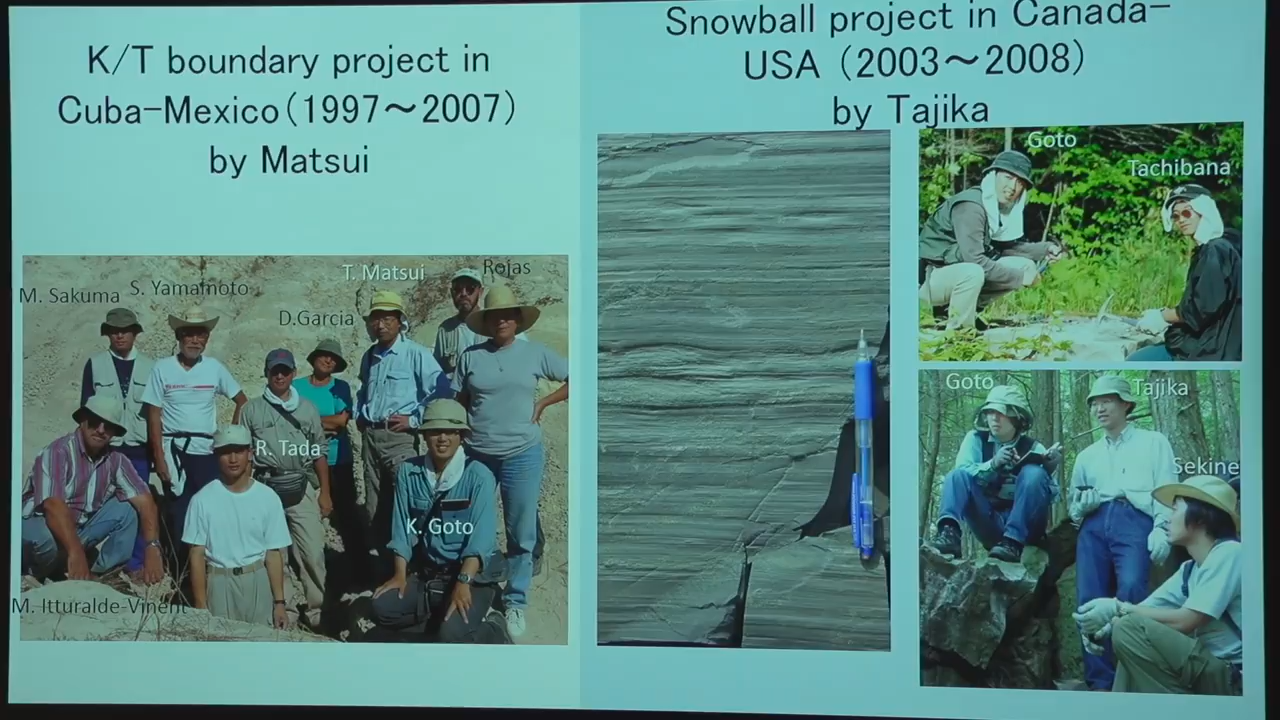 K/T boundary project in
Cuba-Mexico(1997～2007)
by Matsui
Snowball project in Canada-
USA (2003～2008)
by Tajika
M. Sakuma
S. Yamamoto
D.Garcia
T. Matsui
Rojas
R. Tada
K. Goto
M. Itturalde-Vinent
Goto
Tachibana
Goto
Tajika
Sekine